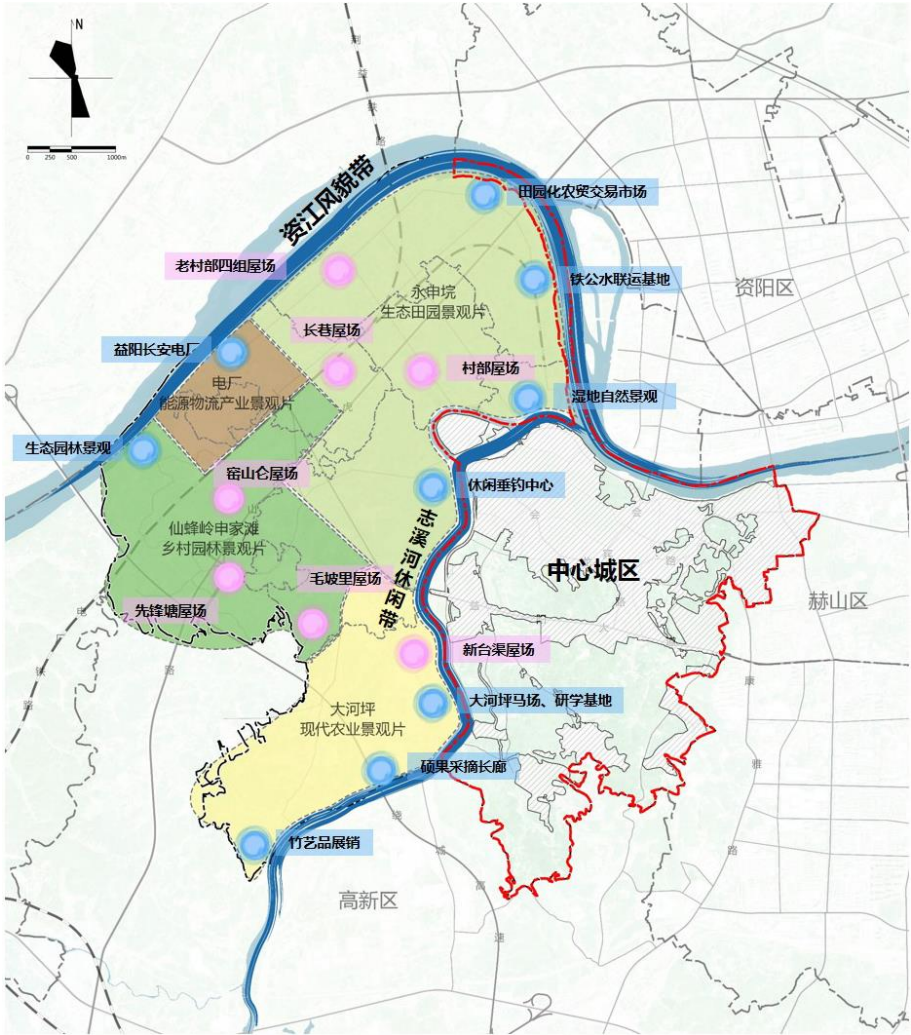 N
0 250 500 1000m
资江风貌带
田园化农贸交易市场
老村部四组屋场
铁公水联运基地
永申垸
生态田园景观片
资阳区
长巷屋场
益阳长安电厂
村部屋场
电厂
能源物流产业景观片
湿地自然景观
生态园林景观
窑山仑屋场
休闲垂钓中心
仙蜂岭申家滩
乡村园林景观片
志溪河休闲带
中心城区
毛坡里屋场
赫山区
先锋塘屋场
新台渠屋场
大河坪马场、研学基地
大河坪
现代农业景观片
硕果采摘长廊
竹艺品展销
高新区
康
雅
路
绕
城
高
速